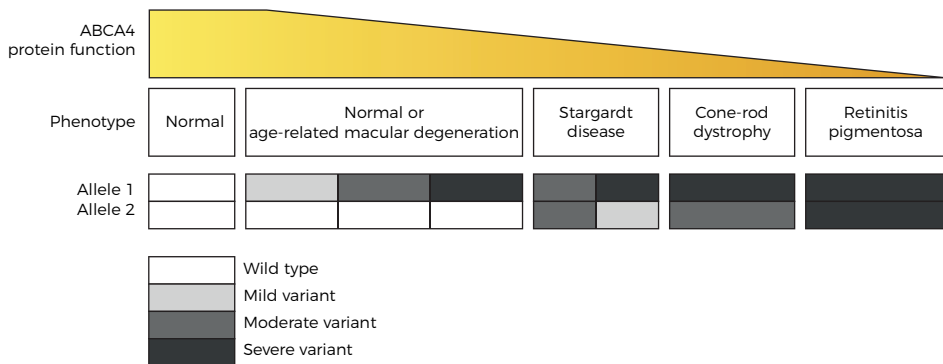 ABCA4
protein function
Phenotype
Normal
Normal or
age-related macular degeneration
Stargardt
disease
Cone-rod
dystrophy
Retinitis
pigmentosa
Allele 1
Allele 2
Wild type
Mild variant
Moderate variant
Severe variant